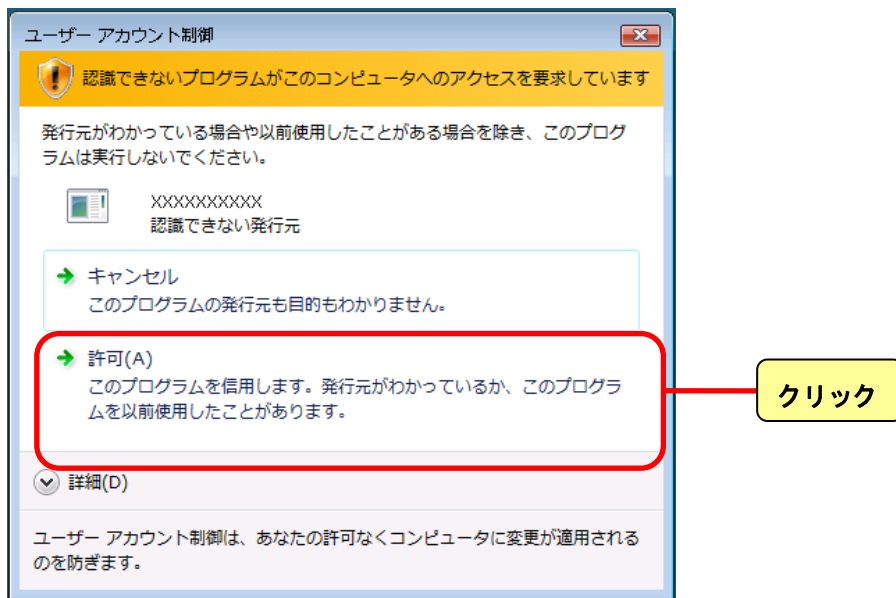 ユーザー アカウント制御
認識できないプログラムがこのコンピュータへのアクセスを要求しています
発行元がわかっている場合や以前使用したことがある場合を除き、このプログ
ラムは実行しないでください。
XXXXXXXXXX
認識できない発行元
キャンセル
このプログラムの発行元も目的もわかりません。
許可(A)
このプログラムを信用します。発行元がわかっているか、このプログラ
ムを以前使用したことがあります。
クリック
詳細(D)
ユーザー アカウント制御は、あなたの許可なくコンピュータに変更が適用される
のを防ぎます。